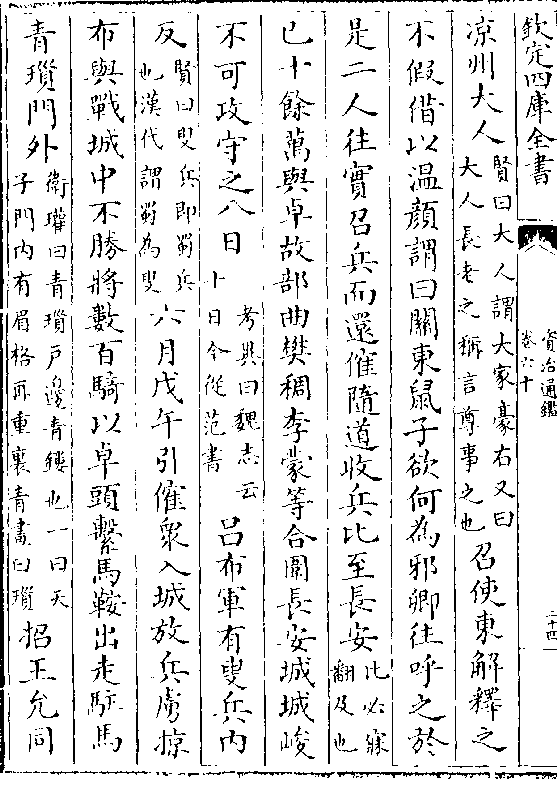 欽定四庫全書
資治通鑑
卷六十
二十四
凉州大人賢曰大人謂大家豪右又曰大人長老之稱言尊事之也召使東解釋之
不假借以温顔謂曰關東鼠子欲何為邪卿往呼之於
是二人往實召兵而還傕隨道收兵比至長安比必寐翻及也
已十餘萬與卓故部曲樊稠李蒙等合圍長安城城峻
不可攻守之八日考異曰魏志云十日今從范書吕布軍有叟兵内
反賢曰叟兵即蜀兵也漢代謂蜀為叟六月戊午引傕衆入城放兵虜掠
布與戰城中不勝將數百騎以卓頭繫馬鞍出走駐馬
青瑣門外衛瓘曰青瑣户邊青鏤也一曰天子門内有眉格再重裏青畫曰瑣招王允同